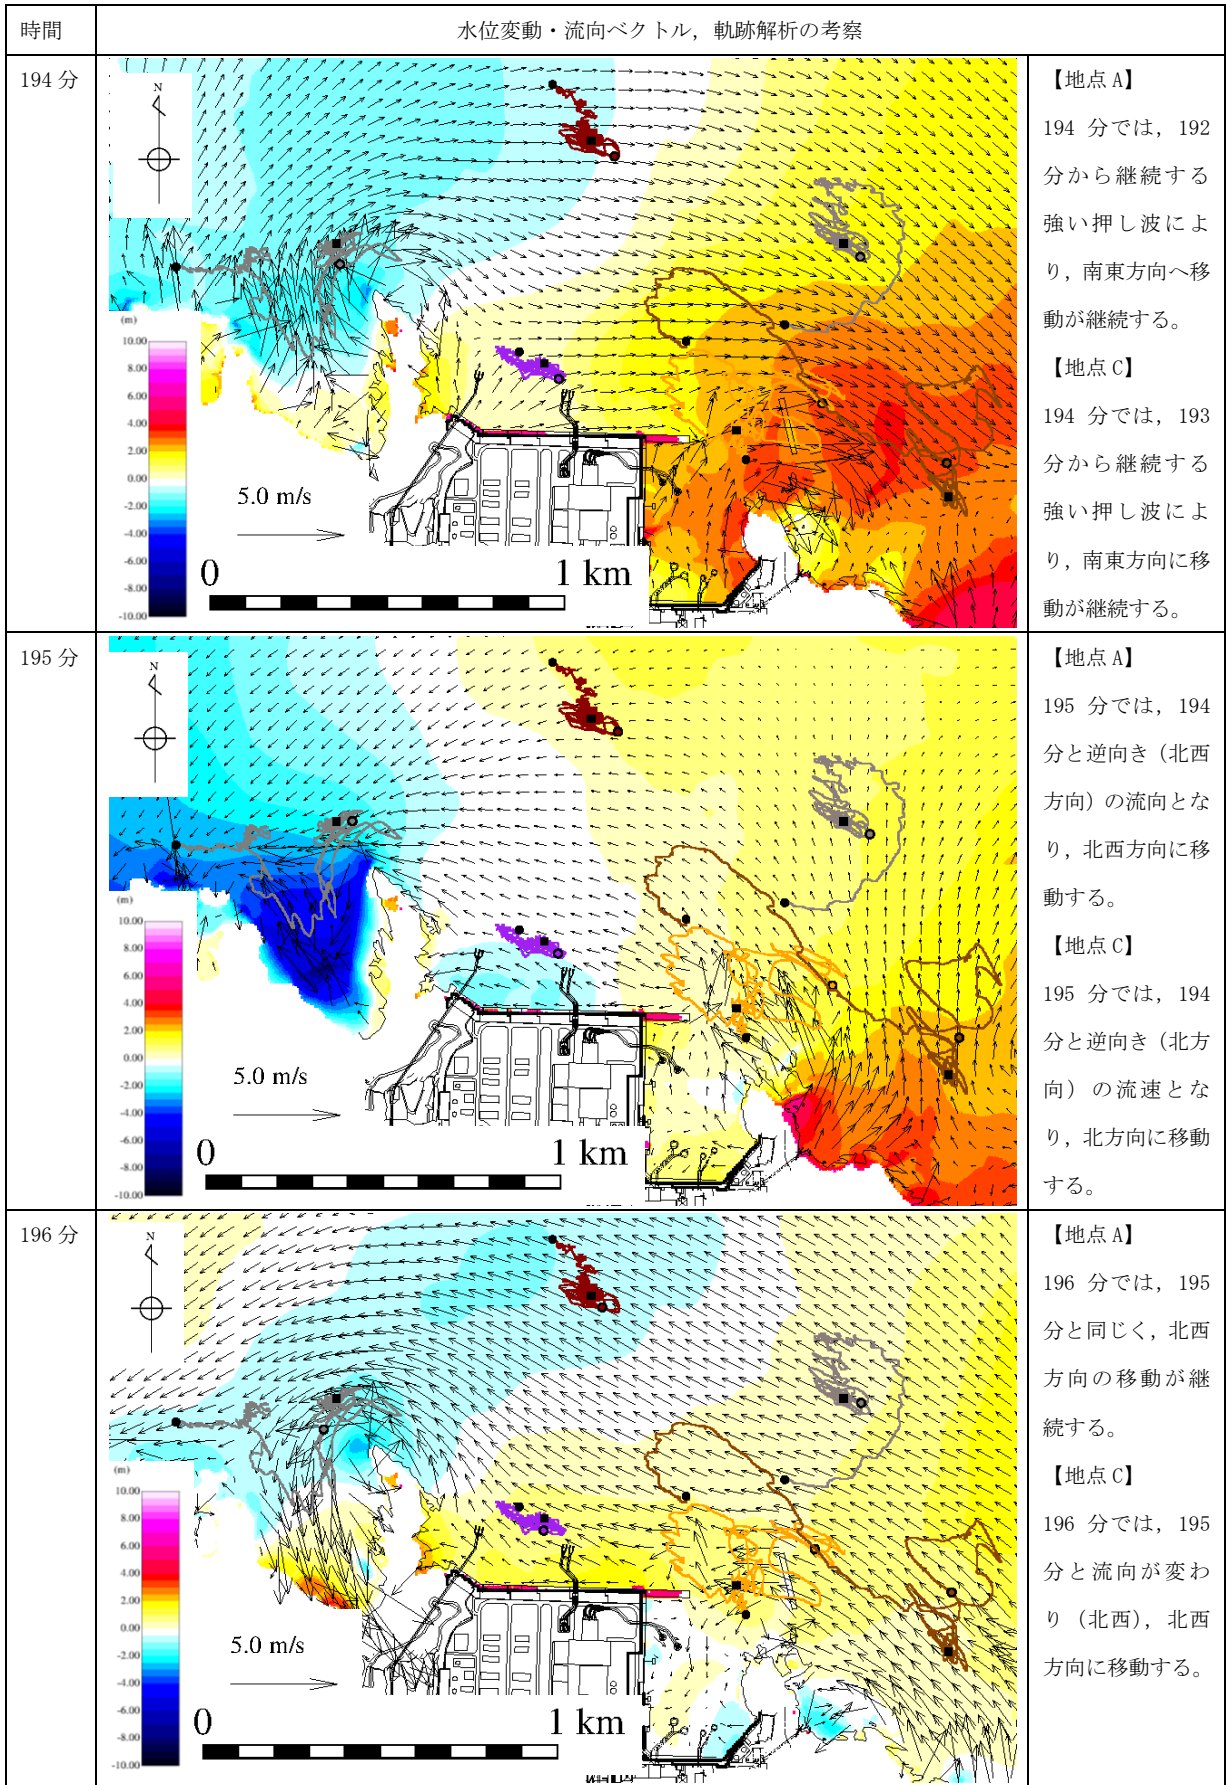 時間
水位変動・流向ベクトル，軌跡解析の考察
194 分
N
(m)
10.00
8.00
6.00
4.00
2.00
0.00
-2.00
-4.00
-6.00
-8.00
-10.00
5.0 m/s
0
1 km
【地点 A】
194 分では，192
分から継続する
強い押し波によ
り，南東方向へ移
動が継続する。
【地点 C】
194 分では，193
分から継続する
強い押し波によ
り，南東方向に移
動が継続する。
195 分
N
(m)
10.00
8.00
6.00
4.00
2.00
0.00
-2.00
-4.00
-6.00
-8.00
-10.00
5.0 m/s
0
1 km
【地点 A】
195 分では，194
分と逆向き（北西
方向）の流向とな
り，北西方向に移
動する。
【地点 C】
195 分では，194
分と逆向き（北方
向）の流速とな
り，北方向に移動
する。
196 分
N
(m)
10.00
8.00
6.00
4.00
2.00
0.00
-2.00
-4.00
-6.00
-8.00
-10.00
5.0 m/s
0
1 km
【地点 A】
196 分では，195
分と同じく，北西
方向の移動が継
続する。
【地点 C】
196 分では，195
分と流向が変わ
り（北西），北西
方向に移動する。